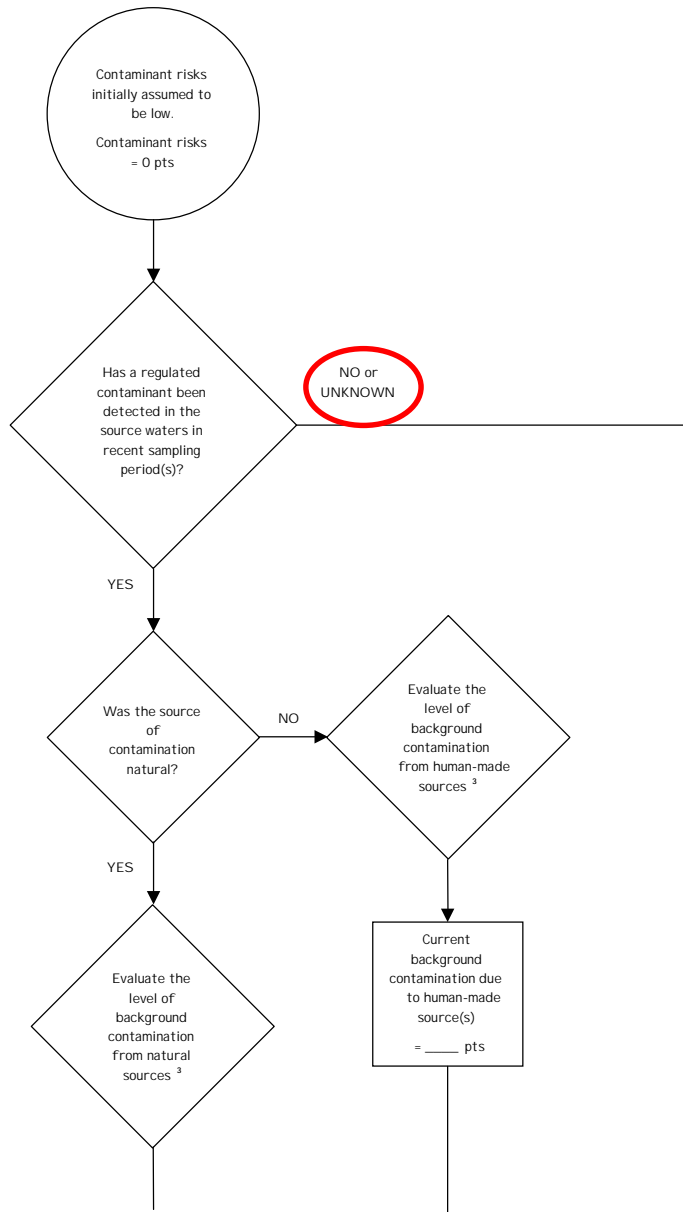 Contaminant risks
initially assumed to
be low.
Contaminant risks
= 0 pts
Has a regulated
contaminant been
detected in the
source waters in
recent sampling
period(s)?
NO or
UNKNOWN
YES
Was the source
of
contamination
natural?
NO
Evaluate the
level of
background
contamination
from human-made
sources ³
YES
Evaluate the
level of
background
contamination
from natural
sources ³
Current
background
contamination due
to human-made
source(s)
= _____ pts